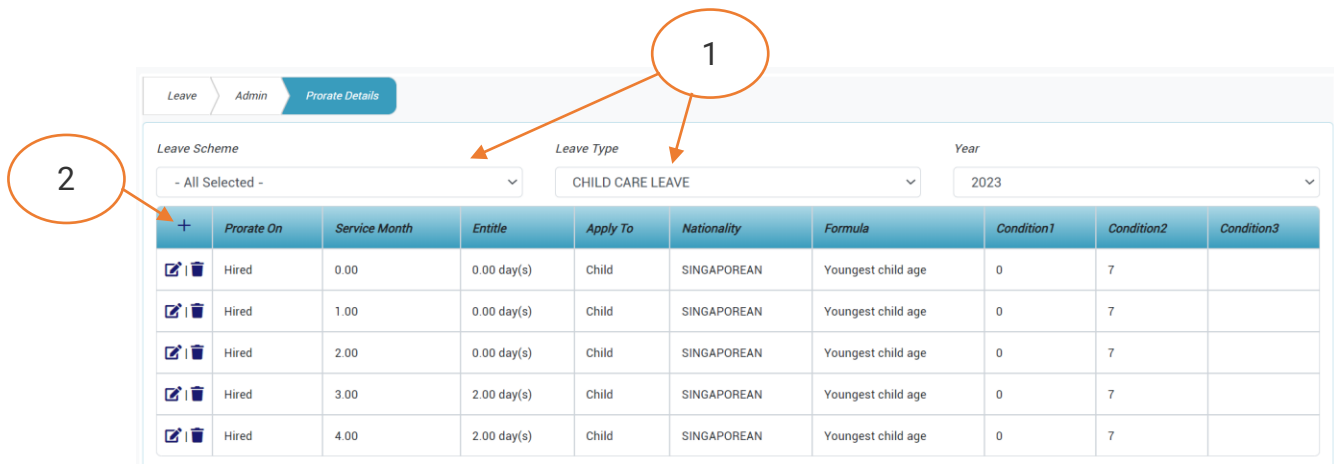 1
Leave Admin Prorate Details
2
Leave Scheme Leave Type Year
- All Selected - CHILD CARE LEAVE 2023
+ Prorate On Service Month Entitle Apply To Nationality Formula Condition1 Condition2 Condition3
| Hired 0.00 0.00 day(s) Child SINGAPOREAN Youngest child age 0 7
| Hired 1.00 0.00 day(s) Child SINGAPOREAN Youngest child age 0 7
| Hired 2.00 0.00 day(s) Child SINGAPOREAN Youngest child age 0 7
| Hired 3.00 2.00 day(s) Child SINGAPOREAN Youngest child age 0 7
| Hired 4.00 2.00 day(s) Child SINGAPOREAN Youngest child age 0 7